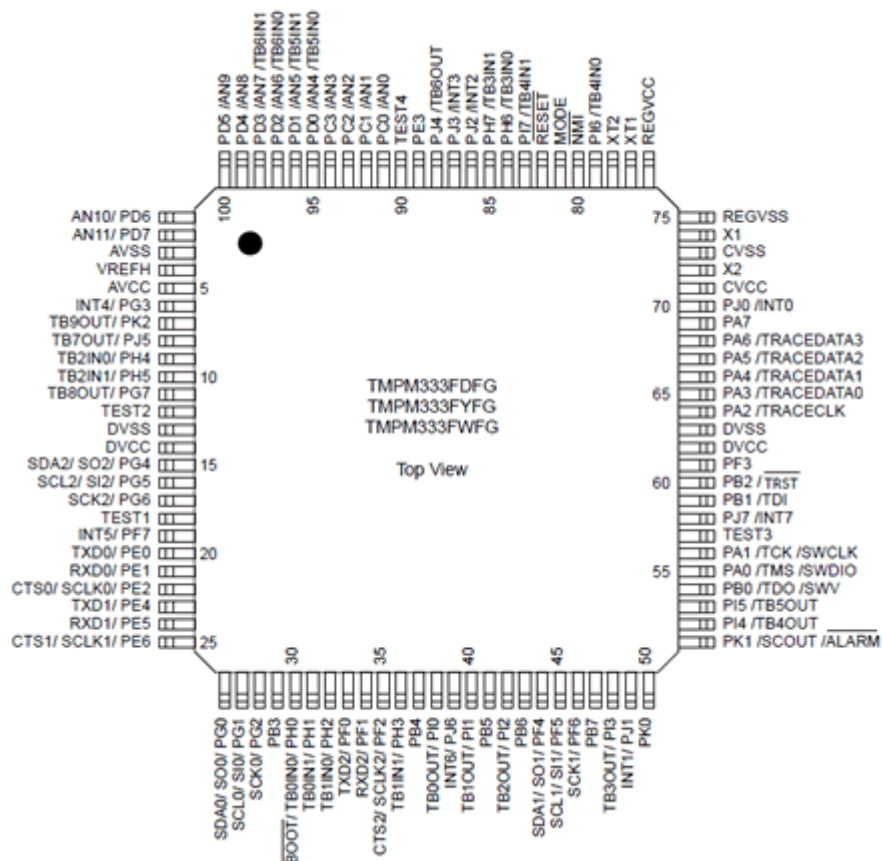 PD5 /AN9
PD4 /AN8
PD3 /AN7 /TB6IN1
PD2 /AN6 /TB6IN0
PD1 /AN5 /TB5IN1
PD0 /AN4 /TB5IN0
PC3 /AN3
PC2 /AN2
PC1 /AN1
PC0 /AN0
TEST4
PE3
PJ4 /TB6OUT
PJ3 /INT3
PJ2 /INT2
PH7 /TB3IN1
PH6 /TB3IN0
PI7 /TB4IN1
RESET
MODE
NMI
PI6 /TB4IN0
XT2
XT1
REGVCC
100
95
90
85
80
AN10/ PD6
AN11/ PD7
AVSS
VREFH
AVCC
INT4/ PG3
TB9OUT/ PK2
TB7OUT/ PJ5
TB2IN0/ PH4
TB2IN1/ PH5
TB8OUT/ PG7
TEST2
DVSS
DVCC
SDA2/ SO2/ PG4
SCL2/ SI2/ PG5
SCK2/ PG6
TEST1
INT5/ PF7
TXD0/ PE0
RXD0/ PE1
CTS0/ SCLK0/ PE2
TXD1/ PE4
RXD1/ PE5
CTS1/ SCLK1/ PE6
5
10
15
20
25
TMPM333FDFG
TMPM333FYFG
TMPM333FWFG
Top View
75
70
65
60
55
REGVSS
X1
CVSS
X2
CVCC
PJ0 /INT0
PA7
PA6 /TRACEDATA3
PA5 /TRACEDATA2
PA4 /TRACEDATA1
PA3 /TRACEDATA0
PA2 /TRACECLK
DVSS
DVCC
PF3
PB2 / TRST
PB1 /TDI
PJ7 /INT7
TEST3
PA1 /TCK /SWCLK
PA0 /TMS /SWDIO
PB0 /TDO /SWV
PI5 /TB5OUT
PI4 /TB4OUT
PK1 /SCOUT /ALARM
30
35
40
45
50
SDA0/ SO0/ PG0
SCL0/ SI0/ PG1
SCK0/ PG2
PB3
BOOT/ TB0IN0/ PH0
TB0IN1/ PH1
TB1IN0/ PH2
TXD2/ PF0
RXD2/ PF1
CTS2/ SCLK2/ PF2
TB1IN1/ PH3
PB4
TB0OUT/ PI0
INT6/ PJ6
TB1OUT/ PI1
PB5
TB2OUT/ PI2
PB6
SDA1/ SO1/ PF4
SCL1/ SI1/ PF5
SCK1/ PF6
PB7
TB3OUT/ PI3
INT1/ PJ1
PK0